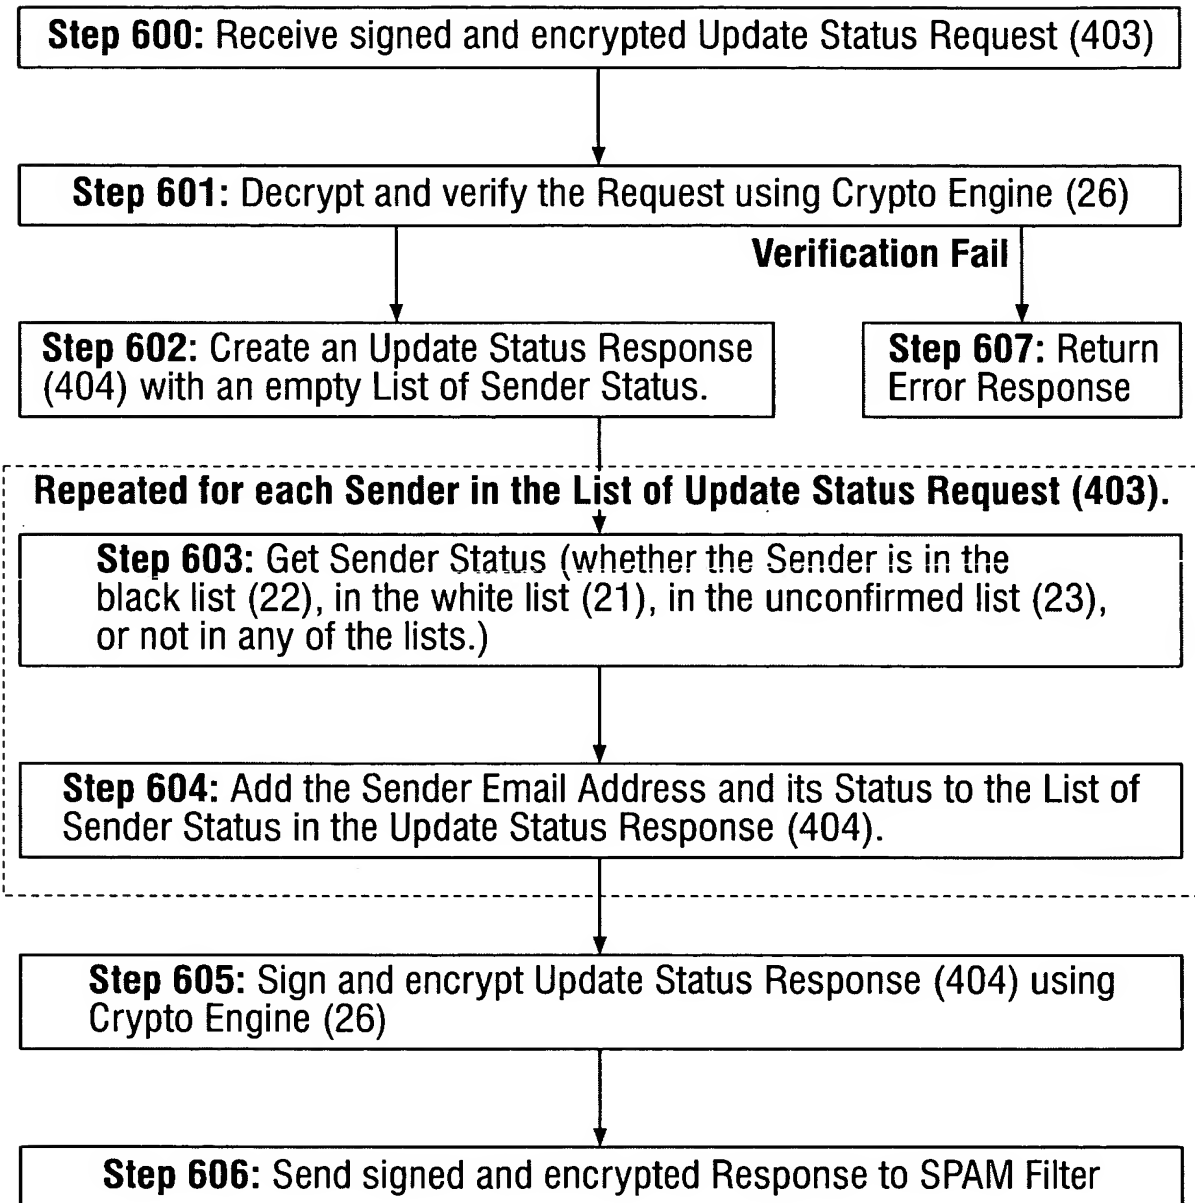 Step 600: Receive signed and encrypted Update Status Request (403)
Step 601: Decrypt and verify the Request using Crypto Engine (26)
Verification Fail
Step 602: Create an Update Status Response
(404) with an empty List of Sender Status.
Step 607: Return
Error Response
Repeated for each Sender in the List of Update Status Request (403).
Step 603: Get Sender Status (whether the Sender is in the
black list (22), in the white list (21), in the unconfirmed list (23),
or not in any of the lists.)
Step 604: Add the Sender Email Address and its Status to the List of
Sender Status in the Update Status Response (404).
Step 605: Sign and encrypt Update Status Response (404) using
Crypto Engine (26)
Step 606: Send signed and encrypted Response to SPAM Filter